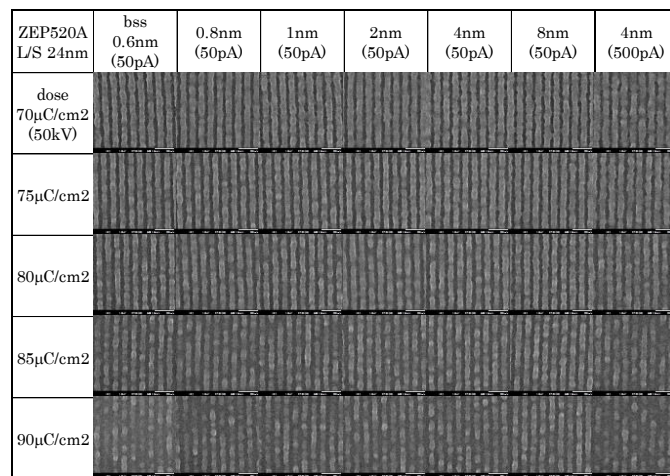 ZEP520A
L/S 24nm
bss
0.6nm
(50pA)
0.8nm
(50pA)
1nm
(50pA)
2nm
(50pA)
4nm
(50pA)
8nm
(50pA)
4nm
(500pA)
dose
70μC/cm2
(50kV)
75μC/cm2
80μC/cm2
85μC/cm2
90μC/cm2